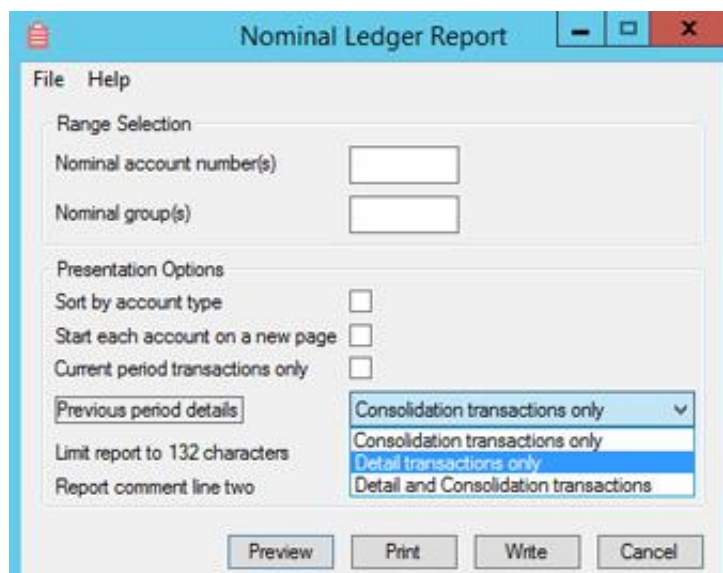 Nominal Ledger Report
File Help
Range Selection
Nominal account number(s)
Nominal group(s)
Presentation Options
Sort by account type
Start each account on a new page
Current period transactions only
Previous period details Consolidation transactions only
Consolidation transactions only
Limit report to 132 characters Detail transactions only
Report comment line two Detail and Consolidation transactions
Preview Print Write Cancel